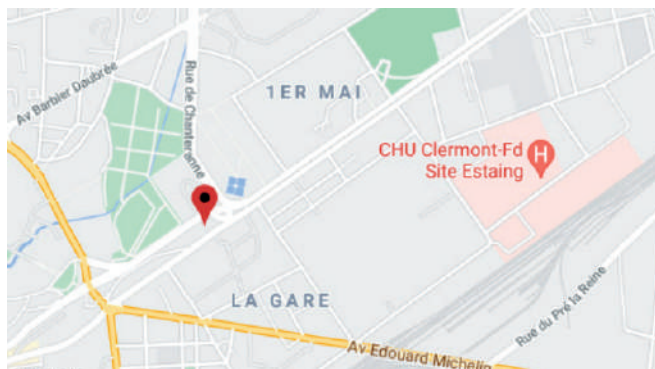 Av Barbier Daubrée
Rue de Chanteranne
1ER MAI
CHU Clermont-Fd
Site Estaing
H
LA GARE
Av Edouard Michelin
Rue du Pré la Reine